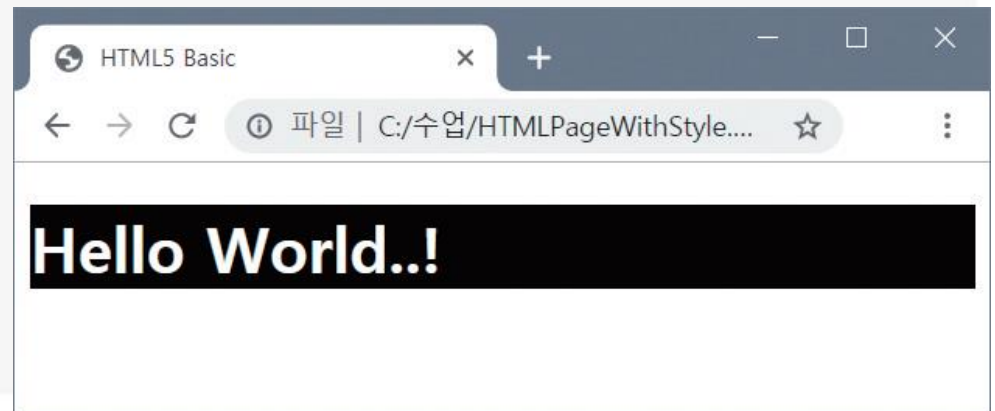 HTML5 Basic
파일 | C:/수업/HTMLPageWithStyle....
Hello World..!